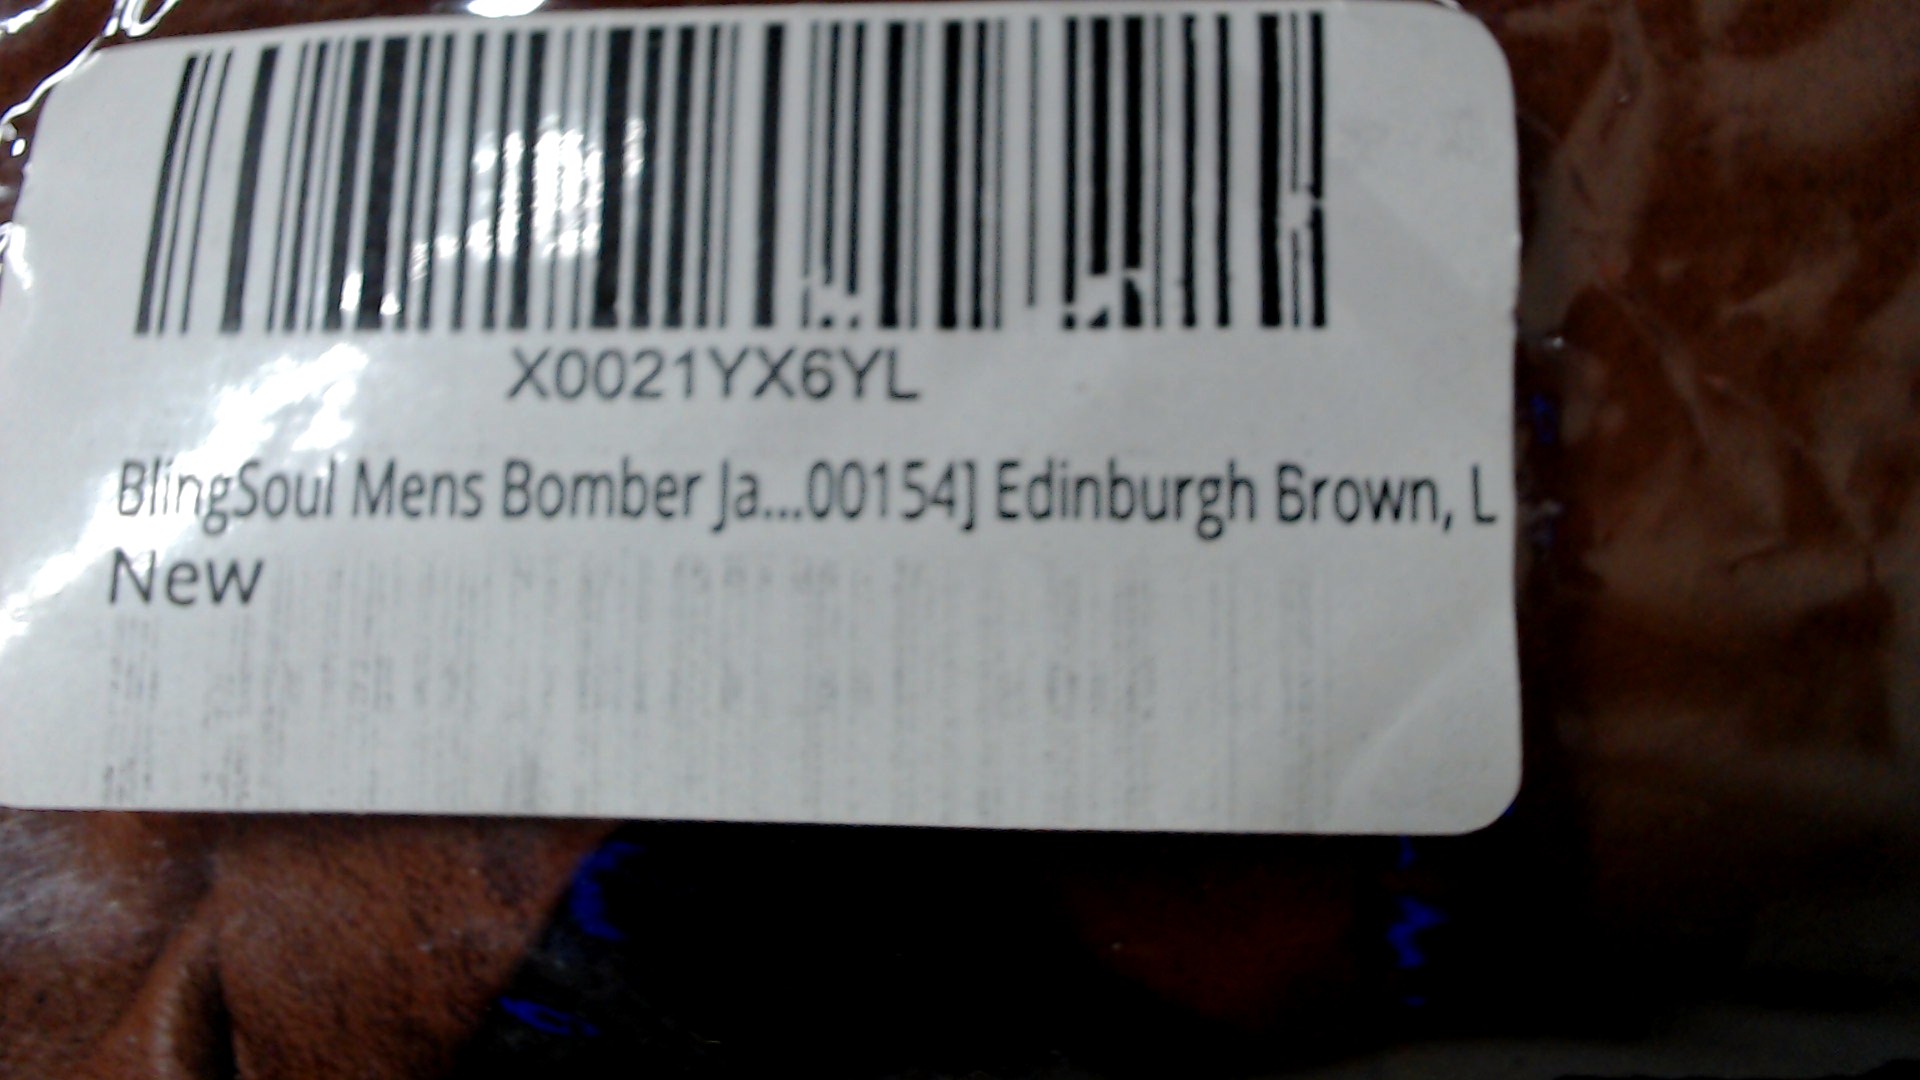 X0021YX6YL
BlingSoul Mens Bomber Ja...00154] Edinburgh Brown, L
New